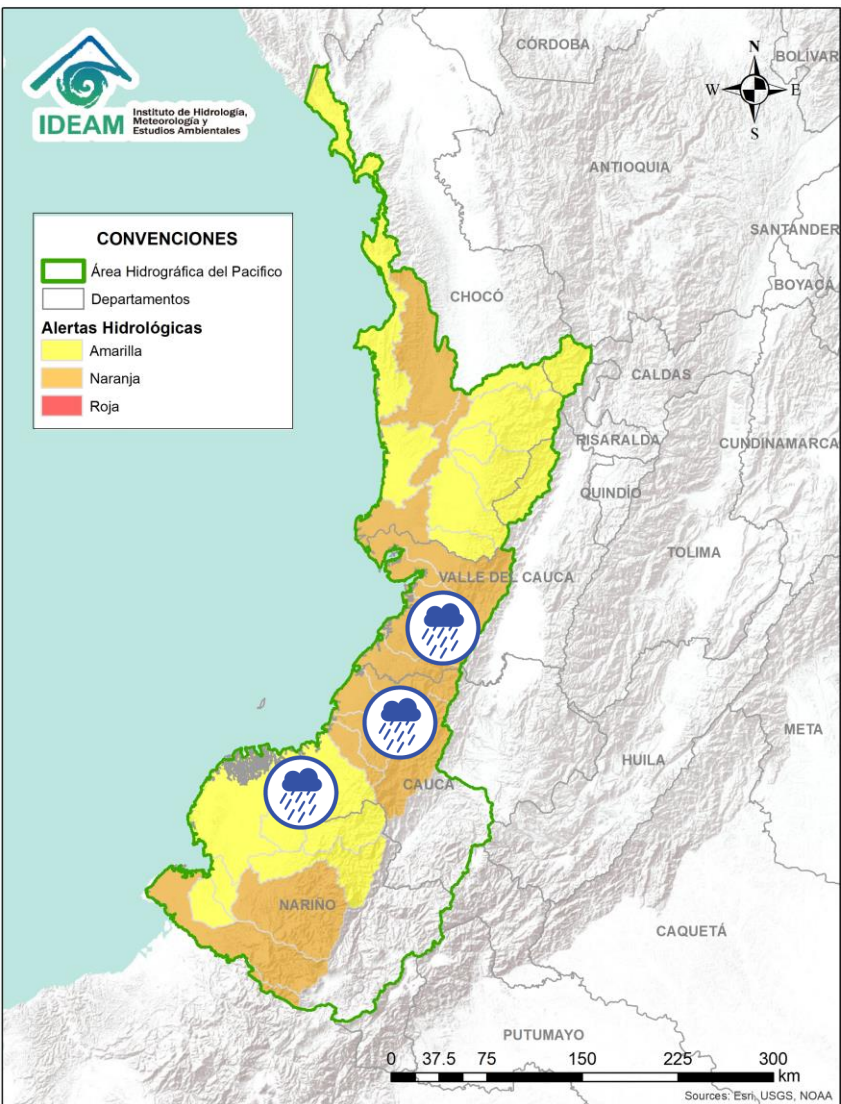 IDEAM
Instituto de Hidrología,
Meteorología y
Estudios Ambientales
N
W
E
S
CÓRDOBA
BOLÍVAR
ANTIOQUIA
SANTANDER
BOYACÁ
CHOCÓ
CALDAS
RISARALDA
CUNDINAMARCA
QUINDÍO
TOLIMA
VALLE DEL CAUCA
META
HUILA
CAUCA
NARIÑO
CAQUETÁ
PUTUMAYO
CONVENCIONES
Área Hidrográfica del Pacifico
Departamentos
Alertas Hidrológicas
Amarilla
Naranja
Roja
0 37.5 75 150 225 300
km
Sources: Esri, USGS, NOAA